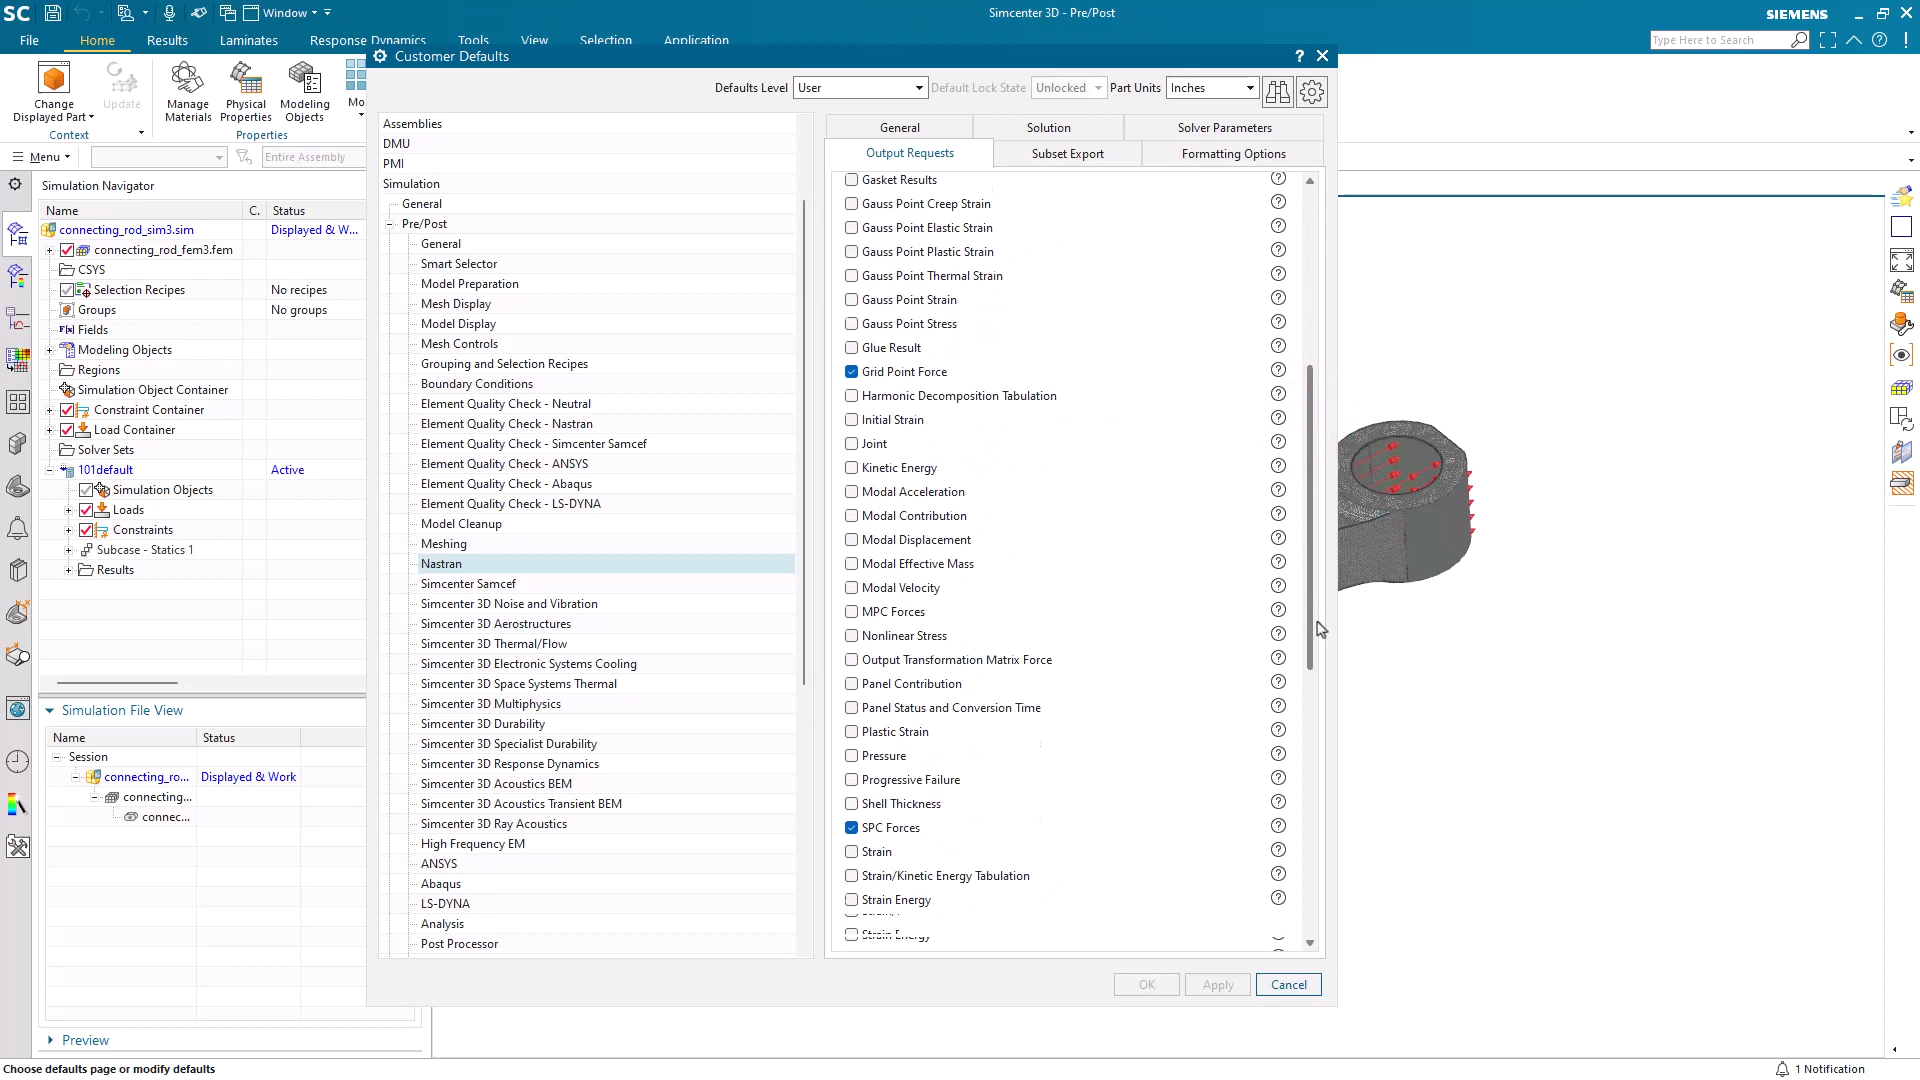 SC
Window
Simcenter 3D - Pre/Post
SIEMENS
File
Home
Results
Laminates
Response Dynamics
Tools
View
Selection
Application
Type Here to Search
Change
Displayed Part
Update
Manage
Materials
Physical
Properties
Modeling
Objects
Mo
Context
Properties
Menu
Entire Assembly
Simulation Navigator
Name
C.
Status
connecting_rod_sim3.sim
Displayed & W...
connecting_rod_fem3.fem
CSYS
Selection Recipes
No recipes
Groups
No groups
Fields
Modeling Objects
Regions
Simulation Object Container
Constraint Container
Load Container
Solver Sets
101default
Active
Simulation Objects
Loads
Constraints
Subcase - Statics 1
Results
Simulation File View
Name
Status
Session
connecting_ro...
Displayed & Work
connecting...
connec...
Preview
Choose defaults page or modify defaults
1 Notification
Customer Defaults
Defaults Level
User
Default Lock State
Unlocked
Part Units
Inches
Assemblies
DMU
PMI
Simulation
General
Pre/Post
General
Smart Selector
Model Preparation
Mesh Display
Model Display
Mesh Controls
Grouping and Selection Recipes
Boundary Conditions
Element Quality Check - Neutral
Element Quality Check - Nastran
Element Quality Check - Simcenter Samcef
Element Quality Check - ANSYS
Element Quality Check - Abaqus
Element Quality Check - LS-DYNA
Model Cleanup
Meshing
Nastran
Simcenter Samcef
Simcenter 3D Noise and Vibration
Simcenter 3D Aerostructures
Simcenter 3D Thermal/Flow
Simcenter 3D Electronic Systems Cooling
Simcenter 3D Space Systems Thermal
Simcenter 3D Multiphysics
Simcenter 3D Durability
Simcenter 3D Specialist Durability
Simcenter 3D Response Dynamics
Simcenter 3D Acoustics BEM
Simcenter 3D Acoustics Transient BEM
Simcenter 3D Ray Acoustics
High Frequency EM
ANSYS
Abaqus
LS-DYNA
Analysis
Post Processor
General
Solution
Solver Parameters
Output Requests
Subset Export
Formatting Options
Gasket Results
Gauss Point Creep Strain
Gauss Point Elastic Strain
Gauss Point Plastic Strain
Gauss Point Thermal Strain
Gauss Point Strain
Gauss Point Stress
Glue Result
Grid Point Force
Harmonic Decomposition Tabulation
Initial Strain
Joint
Kinetic Energy
Modal Acceleration
Modal Contribution
Modal Displacement
Modal Effective Mass
Modal Velocity
MPC Forces
Nonlinear Stress
Output Transformation Matrix Force
Panel Contribution
Panel Status and Conversion Time
Plastic Strain
Pressure
Progressive Failure
Shell Thickness
SPC Forces
Strain
Strain/Kinetic Energy Tabulation
Strain Energy
Strain Energy
OK
Apply
Cancel